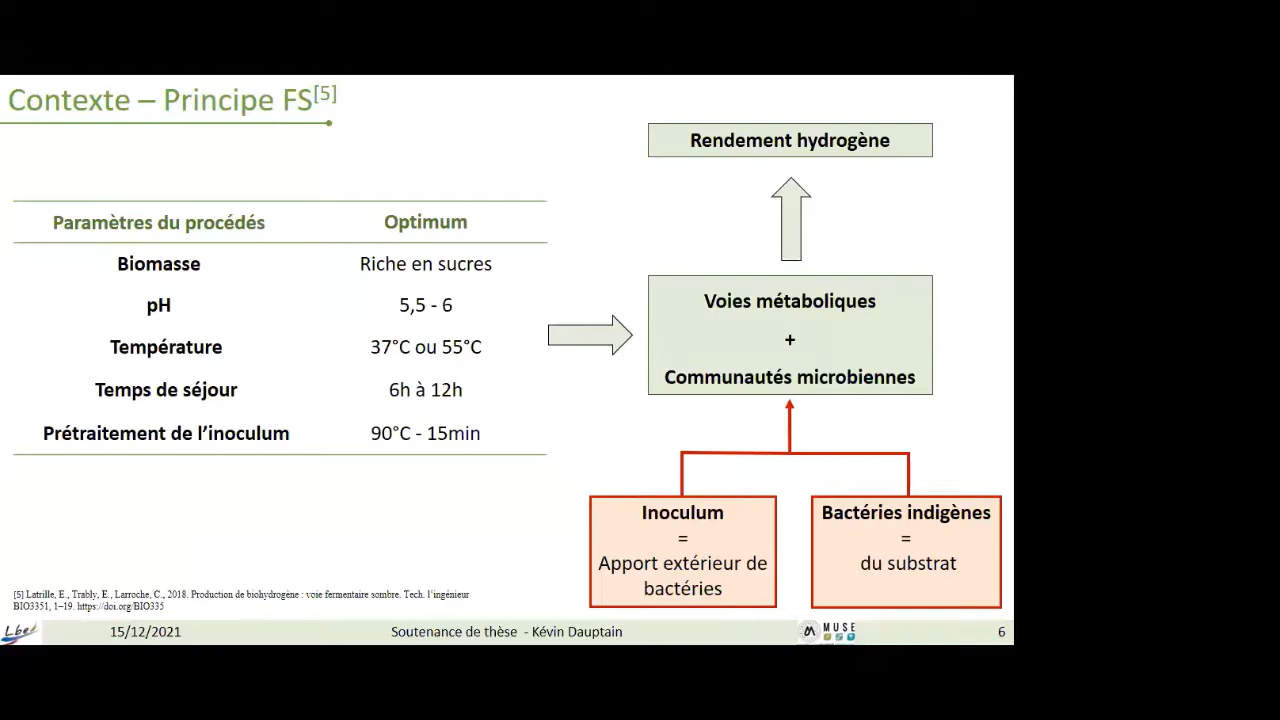 Contexte – Principe FS[5]
Rendement hydrogène
Paramètres du procédés Optimum
Biomasse Riche en sucres
pH 5,5 - 6
Température 37°C ou 55°C
Temps de séjour 6h à 12h
Prétraitement de l’inoculum 90°C - 15min
Voies métaboliques
+
Communautés microbiennes
Inoculum
=
Apport extérieur de
bactéries
Bactéries indigènes
=
du substrat
[5] Latrille, E., Trably, E., Larroche, C., 2018. Production de biohydrogène : voie fermentaire sombre. Tech. l’ingénieur
BIO3351, 1–19. https://doi.org/BIO335
Lbe 15/12/2021 Soutenance de thèse - Kévin Dauptain MUSE 6